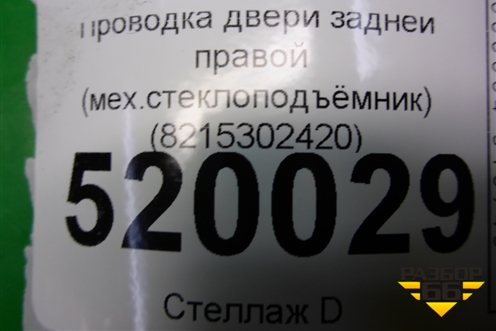 Проводка двери задней
правой
(мех.стеклоподъёмник)
(8215302420)
520029
Стеллаж D
РАЗБОР
66